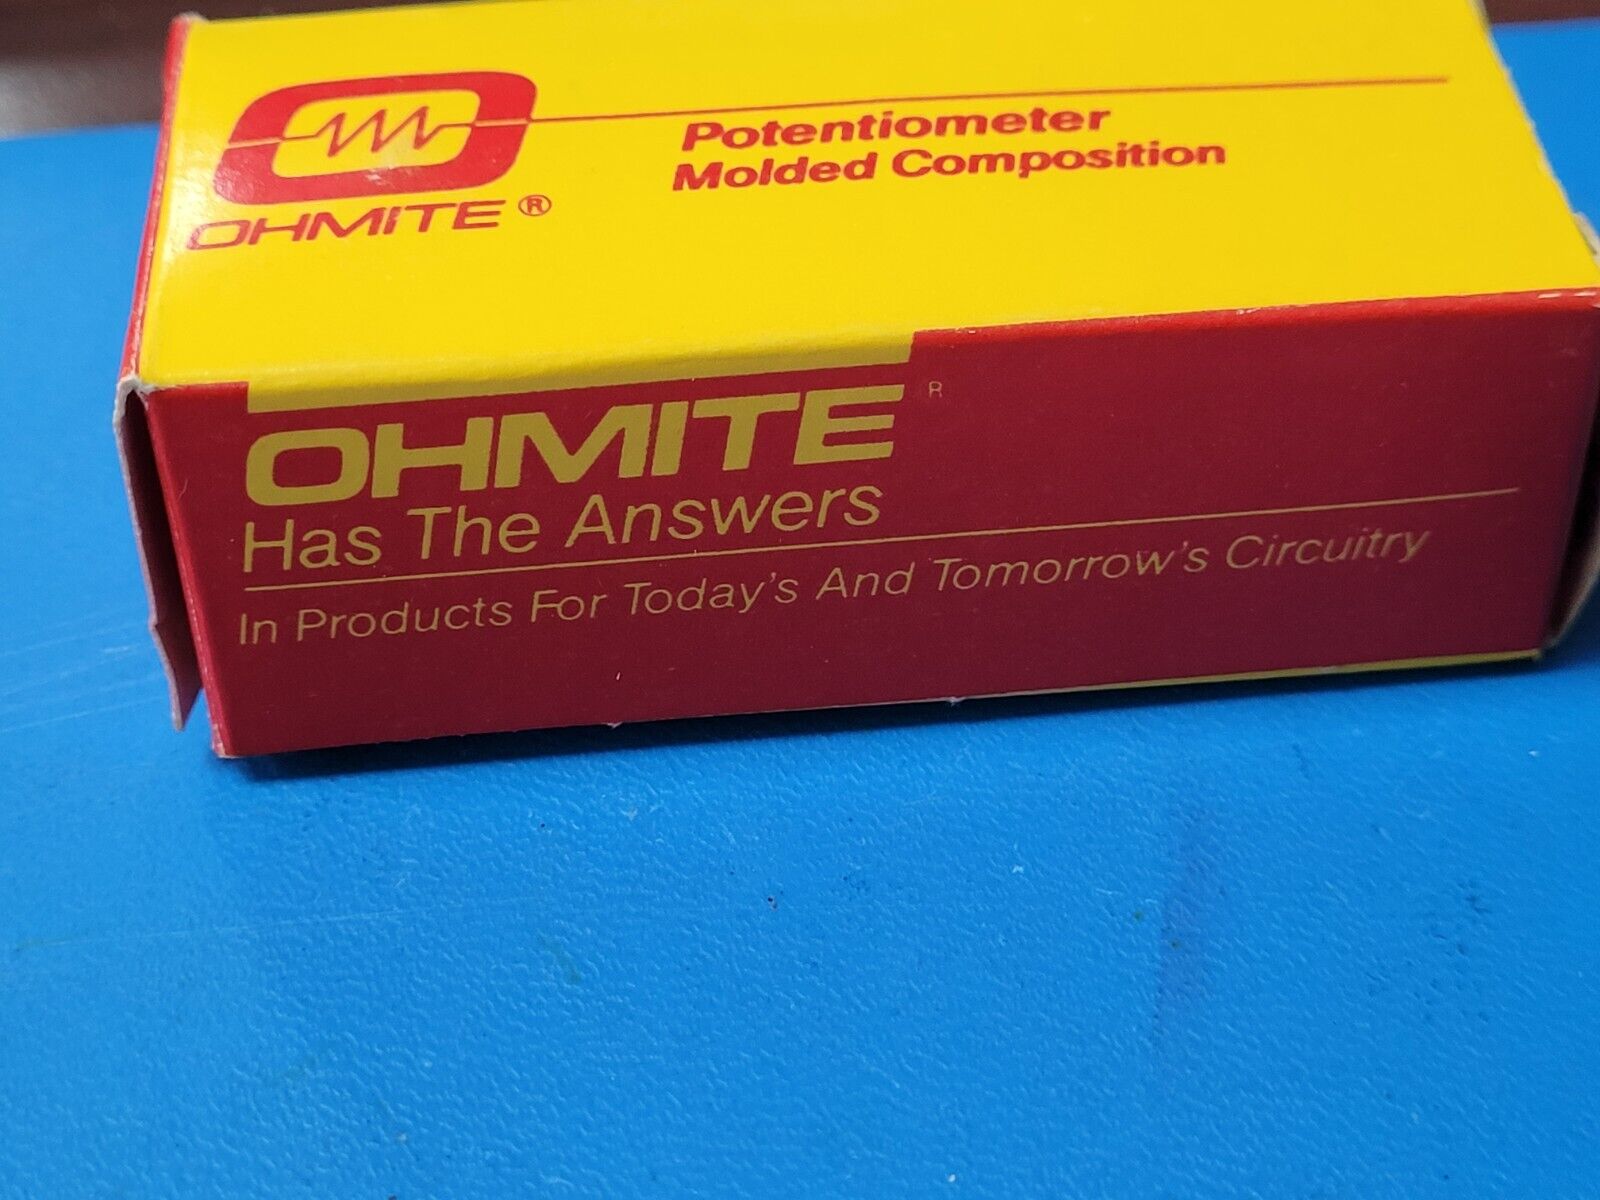 OHMITE®
Potentiometer
Molded Composition
OHMITE®
Has The Answers
In Products For Today's And Tomorrow's Circuitry